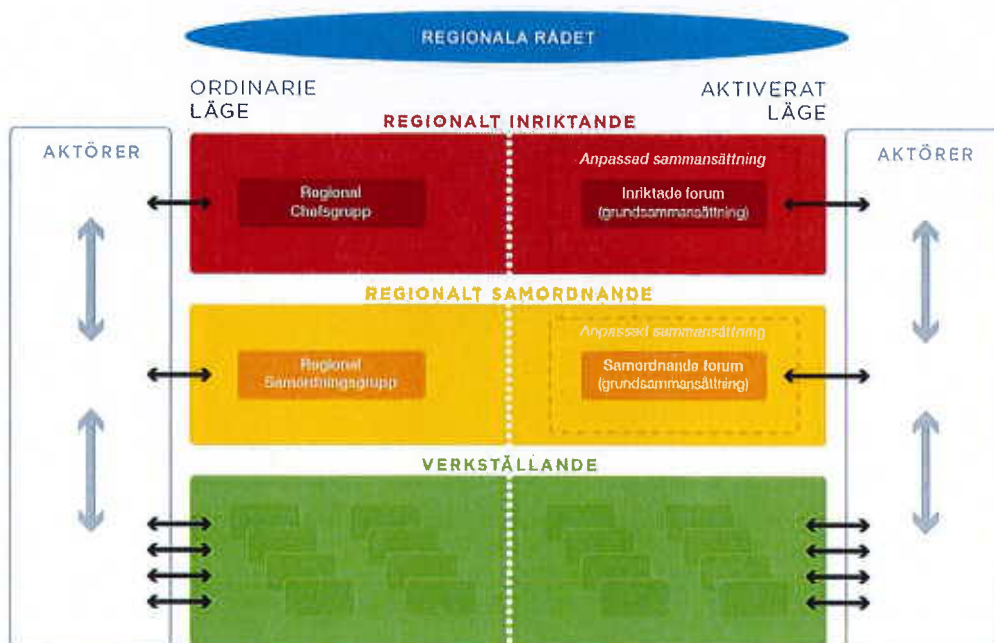 REGIONALA RÅDET
ORDINARIE
LÄGE
AKTIVERAT
LÄGE
REGIONALT INRIKTANDE
AKTÖRER
AKTÖRER
Anpassad sammansättning
Regional
Chefsgrupp
Inriktade forum
(grundsammansättning)
REGIONALT SAMORDNANDE
Anpassad sammansättning
Regional
Samordningsgrupp
Samordnande forum
(grundsammansättning)
VERKSTÄLLANDE